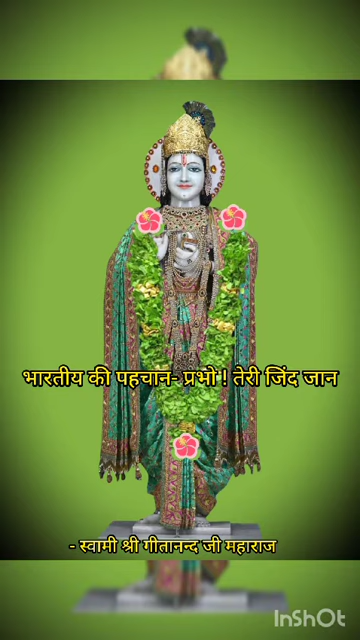 भारतीय की पहचान- प्रभो ! तेरी जिंद जान
- स्वामी श्री गीतानन्द जी महाराज
InShOt